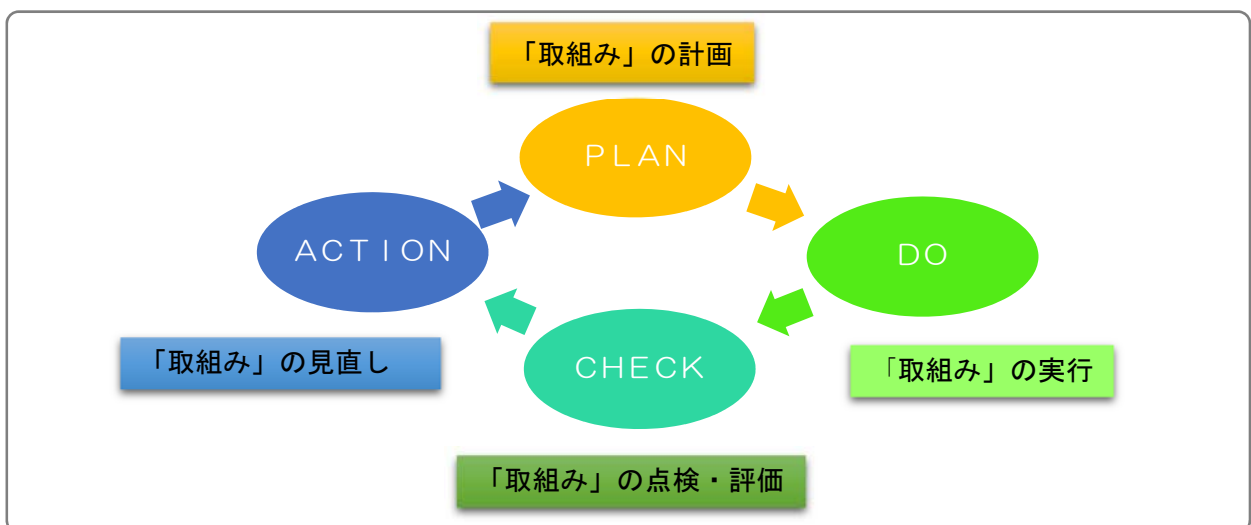 「取組み」の計画
PLAN
ACTION
DO
「取組み」の見直し
CHECK
「取組み」の実行
「取組み」の点検・評価